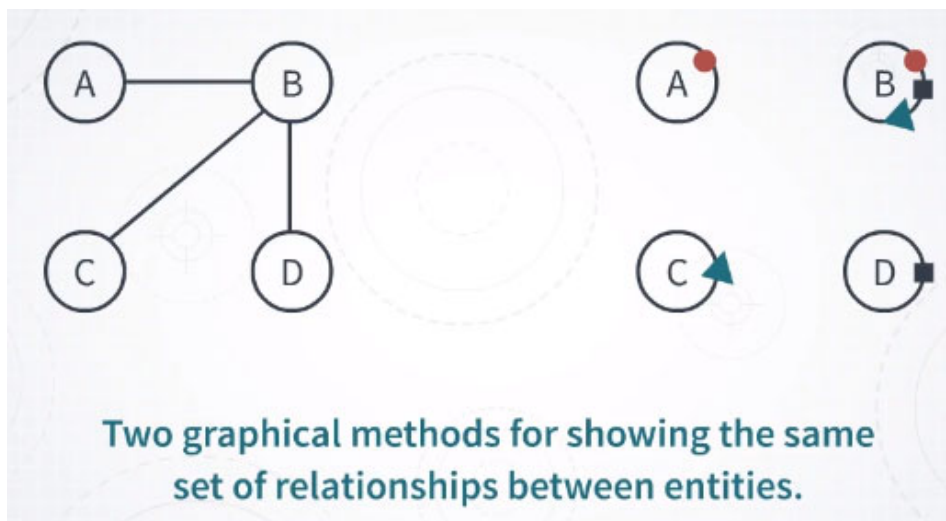 A B A B
C D C D
Two graphical methods for showing the same
set of relationships between entities.